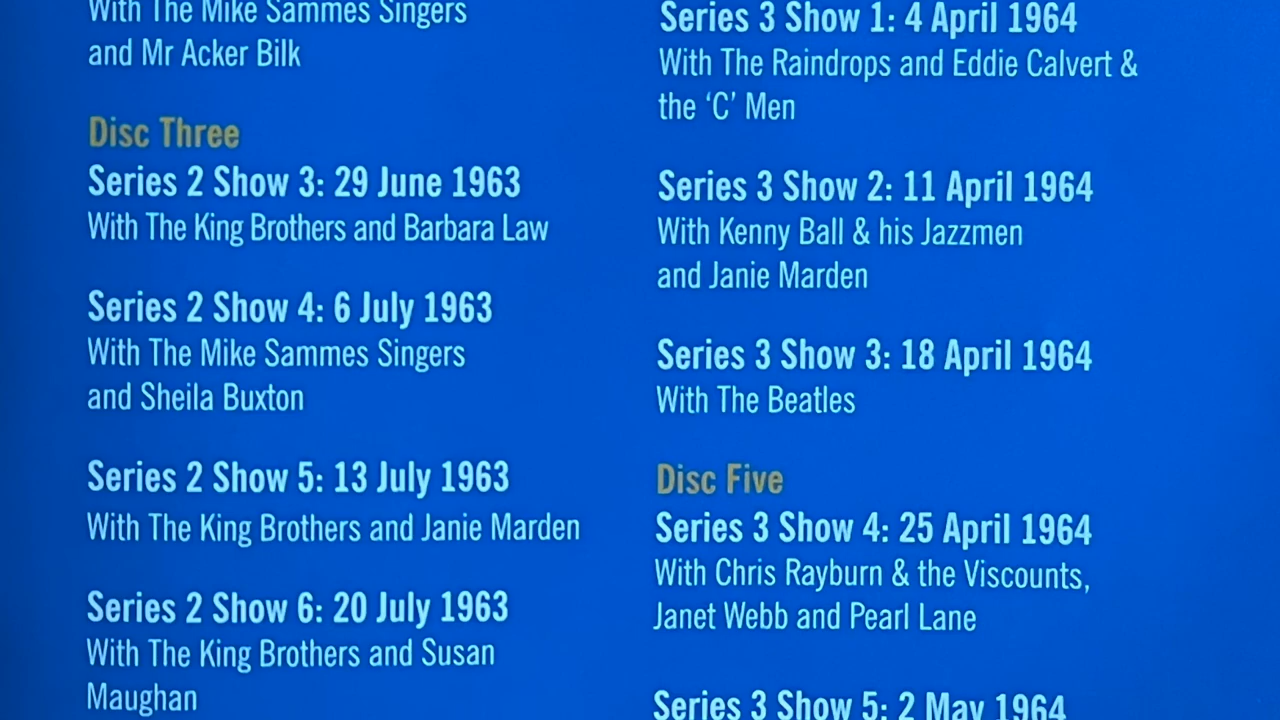 With The Mike Sammes Singers
and Mr Acker Bilk
Disc Three
Series 2 Show 3: 29 June 1963
With The King Brothers and Barbara Law
Series 2 Show 4: 6 July 1963
With The Mike Sammes Singers
and Sheila Buxton
Series 2 Show 5: 13 July 1963
With The King Brothers and Janie Marden
Series 2 Show 6: 20 July 1963
With The King Brothers and Susan
Maughan
Series 3 Show 1: 4 April 1964
With The Raindrops and Eddie Calvert &
the ‘C’ Men
Series 3 Show 2: 11 April 1964
With Kenny Ball & his Jazzmen
and Janie Marden
Series 3 Show 3: 18 April 1964
With The Beatles
Disc Five
Series 3 Show 4: 25 April 1964
With Chris Rayburn & the Viscounts,
Janet Webb and Pearl Lane
Series 3 Show 5: 2 May 1964